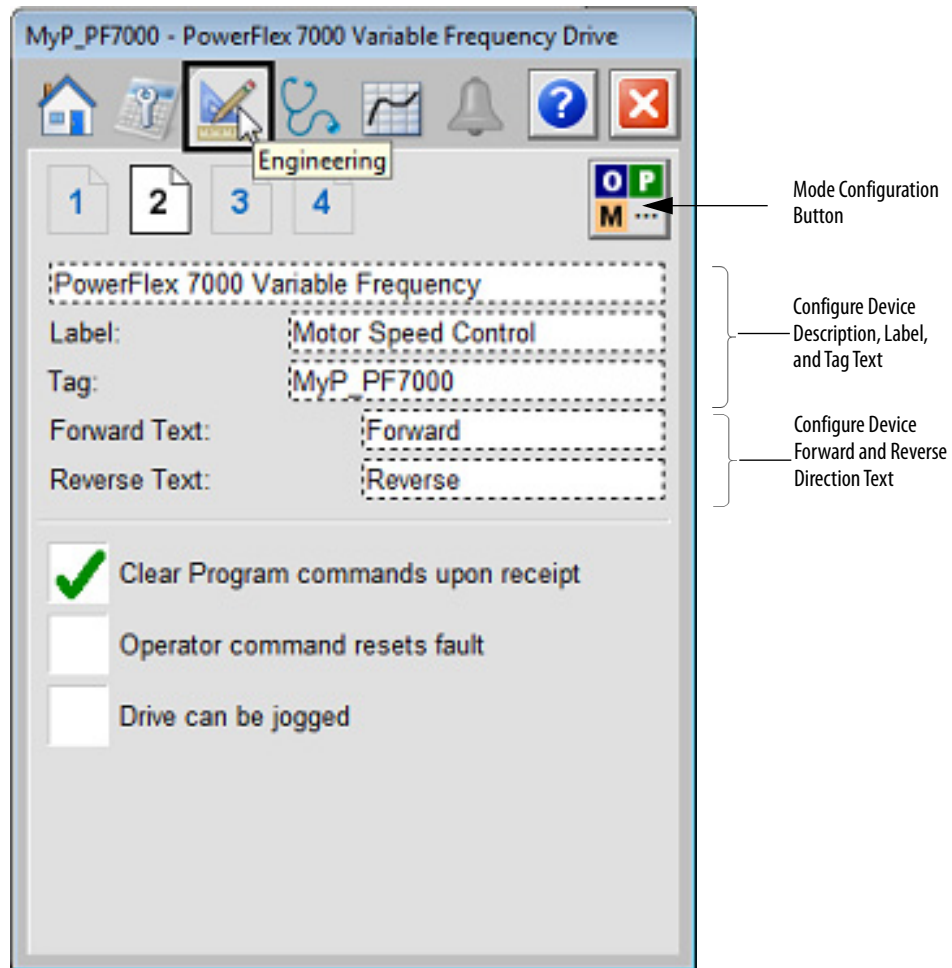 MyP_PF7000 - PowerFlex 7000 Variable Frequency Drive
?
Engineering
1
2
3
4
O P
M ...
Mode Configuration
Button
PowerFlex 7000 Variable Frequency
Label:
Motor Speed Control
Tag:
MyP_PF7000
Configure Device
Description, Label,
and Tag Text
Forward Text:
Forward
Reverse Text:
Reverse
Configure Device
Forward and Reverse
Direction Text
Clear Program commands upon receipt
Operator command resets fault
Drive can be jogged